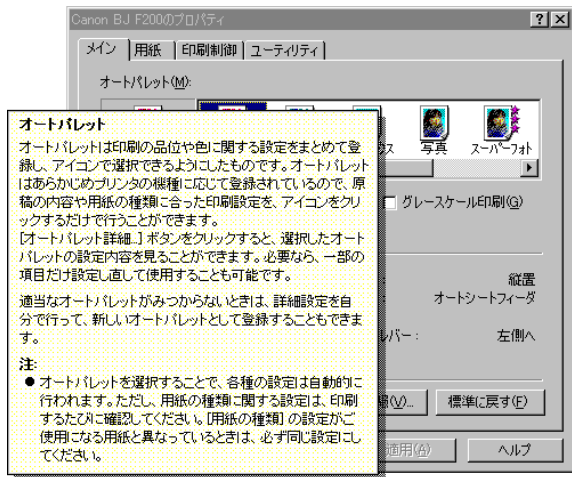 Canon BJ F200のプロパティ
メイン 用紙 印刷制御 ユーティリティ
オートパレット(M):
写真 スーパーフォト
グレースケール印刷(G)
縦置
オートシートフィーダ
レバー: 左側へ
(V)... 標準に戻す(F)
適用(A) ヘルプ
オートパレット
オートパレットは印刷の品位や色に関する設定をまとめて登
録し、アイコンで選択できるようにしたものです。オートパレット
はあらかじめプリンタの機種に応じて登録されているので、原
稿の内容や用紙の種類に合った印刷設定を、アイコンをクリ
ックするだけで行うことができます。
[オートパレット詳細...] ボタンをクリックすると、選択したオート
パレットの設定内容を見ることができます。必要なら、一部の
項目だけ設定し直して使用することも可能です。
適当なオートパレットがみつからないときは、詳細設定を自
分で行って、新しいオートパレットとして登録することもできま
す。
注:
● オートパレットを選択することで、各種の設定は自動的に
行われます。ただし、用紙の種類に関する設定は、印刷
するたびに確認してください。[用紙の種類] の設定がご
使用になる用紙と異なっているときは、必ず同じ設定にし
てください。